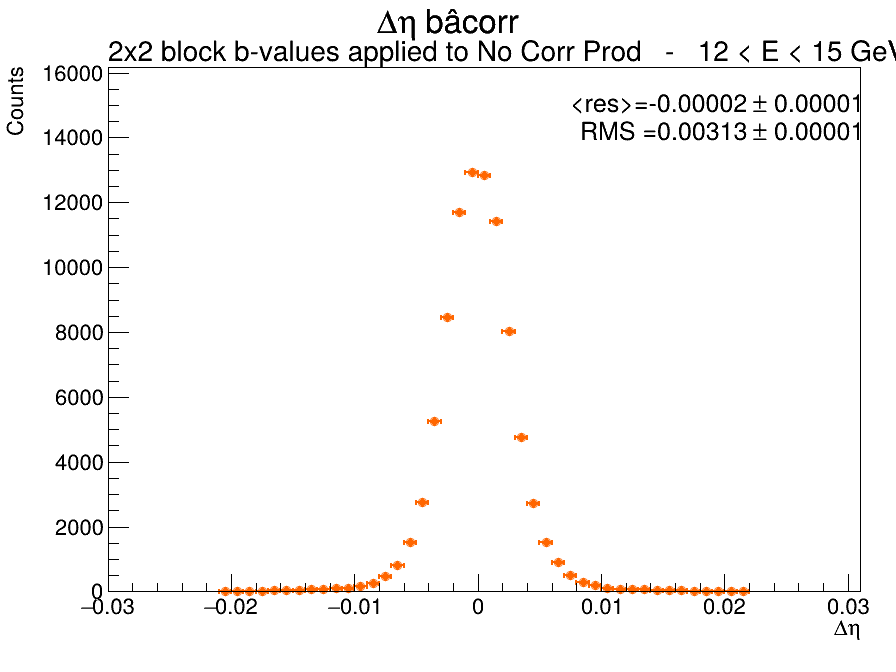 Δη bâcorr
2x2 block b-values applied to No Corr Prod - 12 < E < 15 GeV
<res>=-0.00002 ± 0.00001
RMS =0.00313 ± 0.00001
Counts
16000
14000
12000
10000
8000
6000
4000
2000
0
−0.03 −0.02 −0.01 0 0.01 0.02 0.03
Δη